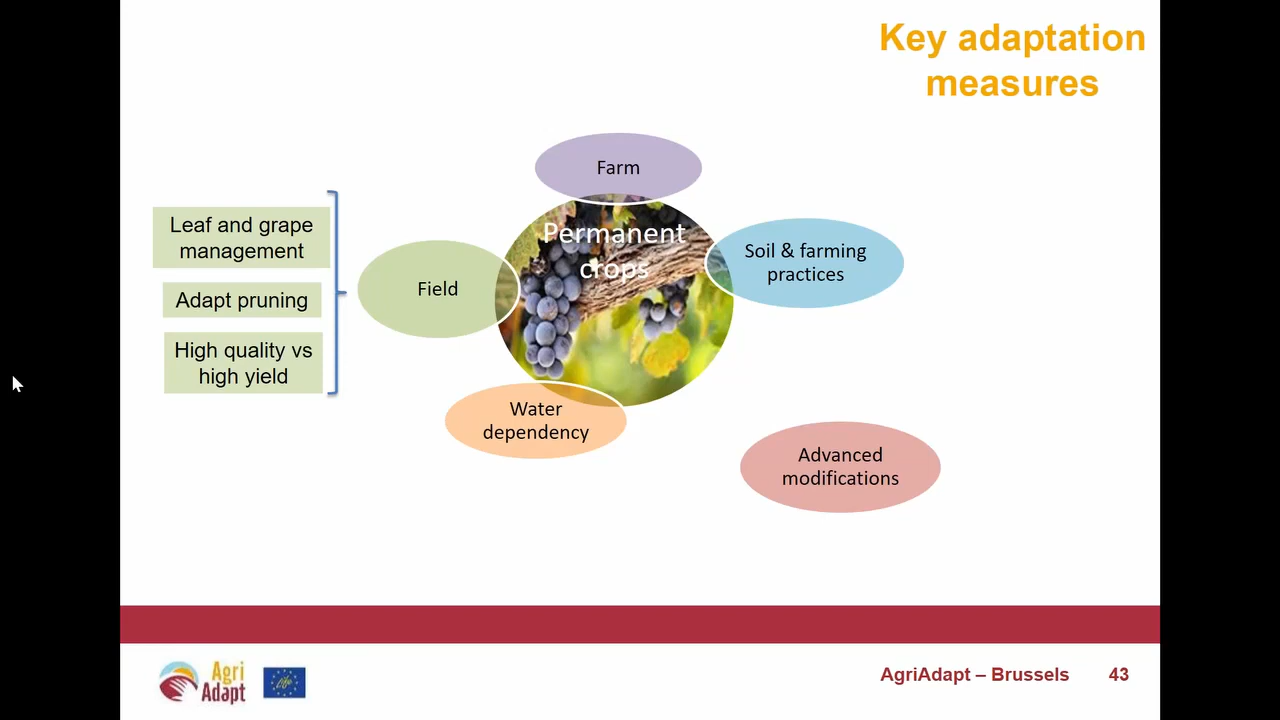 Key adaptation
measures
Farm
Permanent
crops
Leaf and grape
management
Adapt pruning
High quality vs
high yield
Field
Soil & farming
practices
Water
dependency
Advanced
modifications
Agri
Adapt
Life
AgriAdapt – Brussels
43